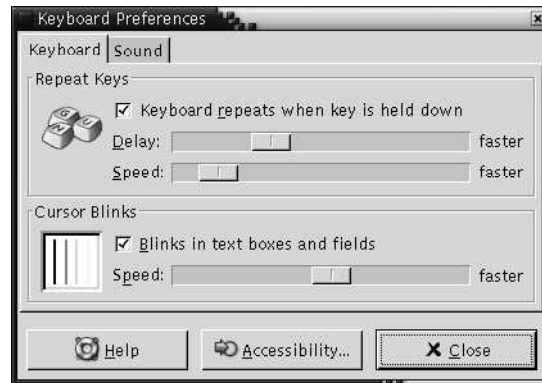 Keyboard Preferences
Keyboard Sound
Repeat Keys
Keyboard repeats when key is held down
Delay: faster
Speed: faster
Cursor Blinks
Blinks in text boxes and fields
Speed: faster
Help Accessibility... Close